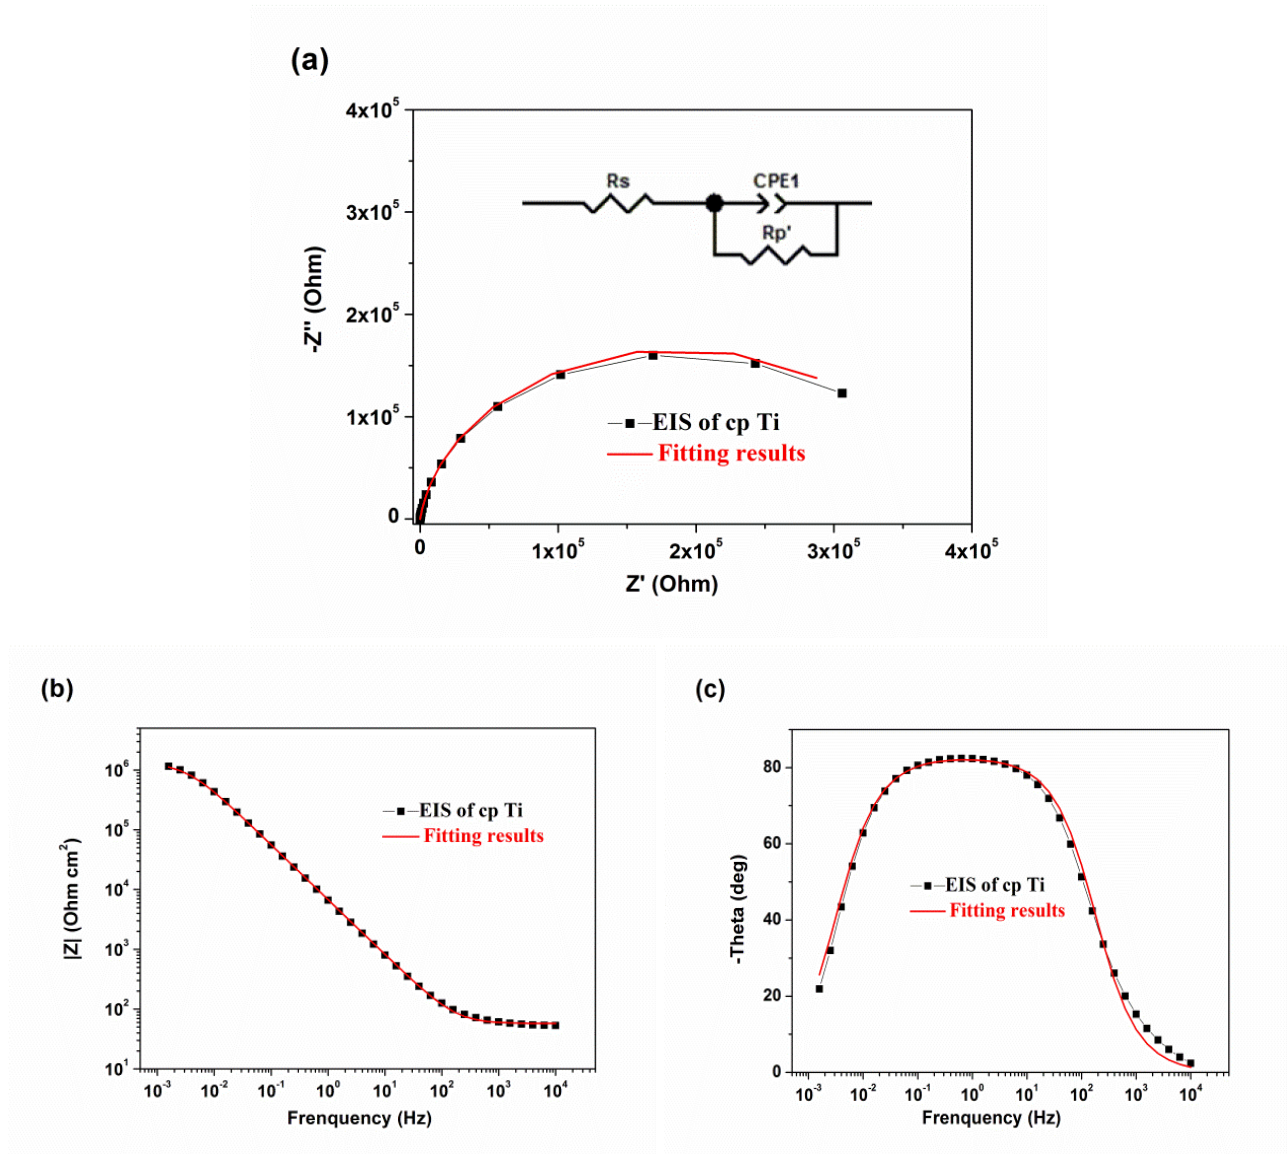 (a)
4x10⁵
3x10⁵
2x10⁵
1x10⁵
0
-Z'' (Ohm)
Rs
CPE1
Rp'
EIS of cp Ti
Fitting results
0 1x10⁵ 2x10⁵ 3x10⁵ 4x10⁵
Z' (Ohm)
(b)
10⁶
10⁵
10⁴
10³
10²
10¹
|Z| (Ohm cm²)
EIS of cp Ti
Fitting results
10⁻³ 10⁻² 10⁻¹ 10⁰ 10¹ 10² 10³ 10⁴
Frenquency (Hz)
(c)
80
60
40
20
0
-Theta (deg)
EIS of cp Ti
Fitting results
10⁻³ 10⁻² 10⁻¹ 10⁰ 10¹ 10² 10³ 10⁴
Frenquency (Hz)